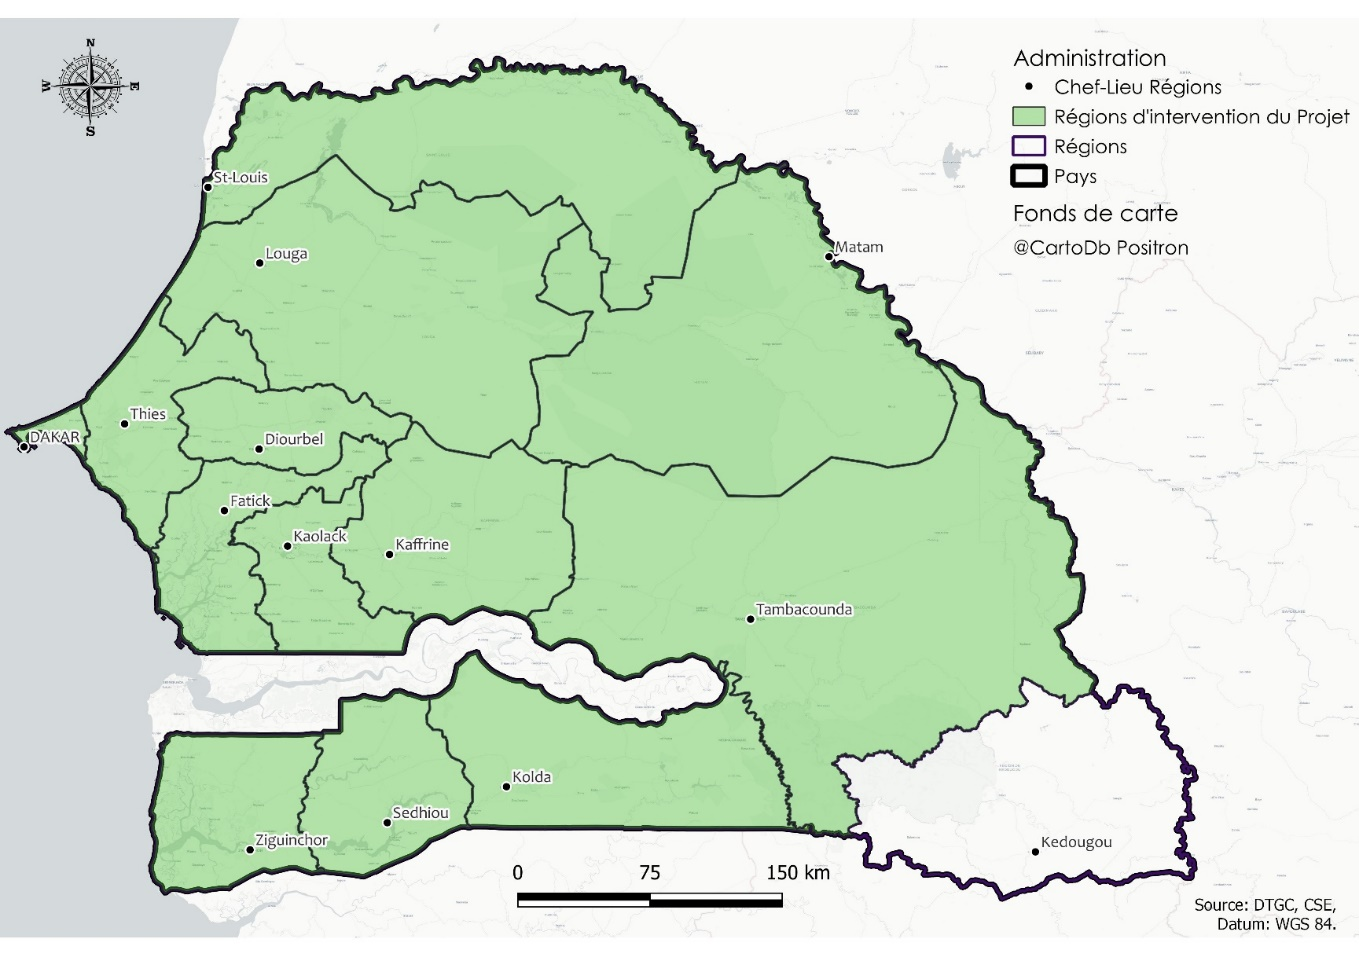 N
W
E
S
Administration
Chef-Lieu Régions
Régions d'intervention du Projet
Régions
Pays
Fonds de carte
@CartoDb Positron
St-Louis
Louga
Matam
Thies
DAKAR
Diourbel
Fatick
Kaolack
Kaffrine
Tambacounda
Kolda
Sedhiou
Ziguinchor
Kedougou
0 75 150 km
Source: DTGC, CSE,
Datum: WGS 84.